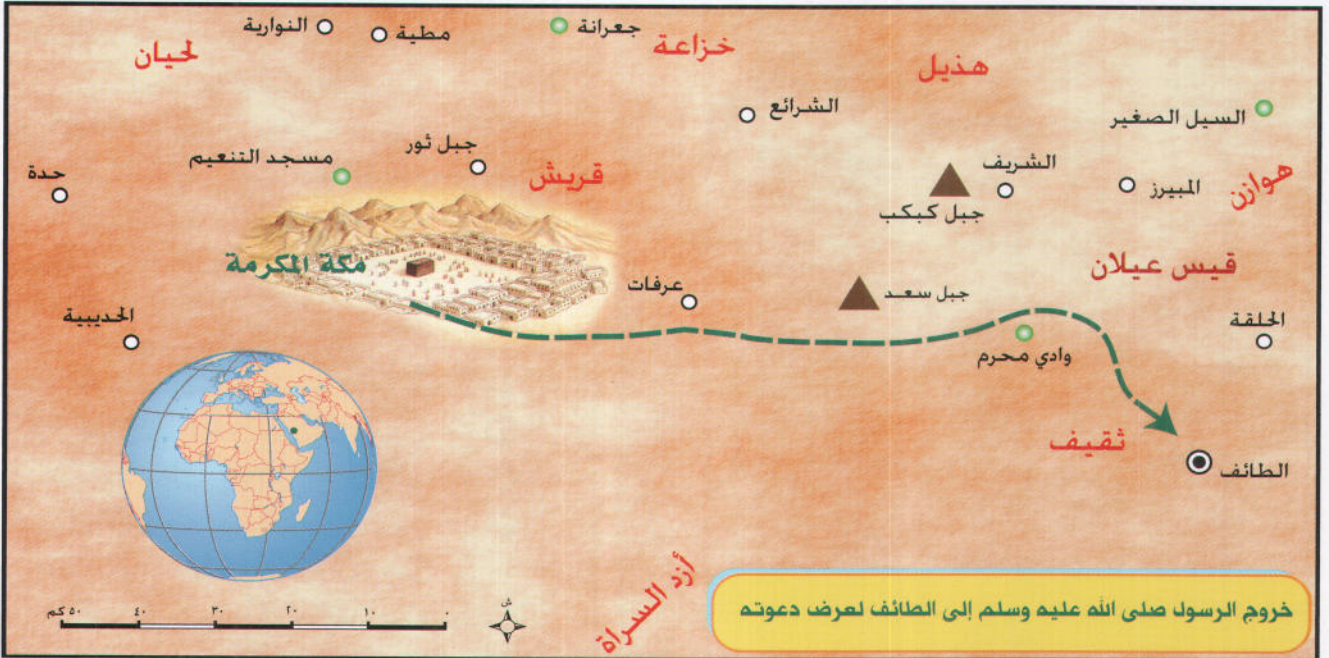 النوارية
مطية
جعرانة
خزاعة
هذيل
لحيان
السيل الصغير
الشرائع
جبل ثور
مسجد التنعيم
قريش
الشريف
المبيرز
هوازن
حدة
جبل كبكب
مكة المكرمة
عرفات
جبل سعد
قيس عيلان
الحديبية
الحلقة
وادي محرم
ثقيف
الطائف
أزد السراة
خروج الرسول صلى الله عليه وسلم إلى الطائف لعرض دعوته
ش
٠ ١٠ ٢٠ ٣٠ ٤٠ ٥٠ كم